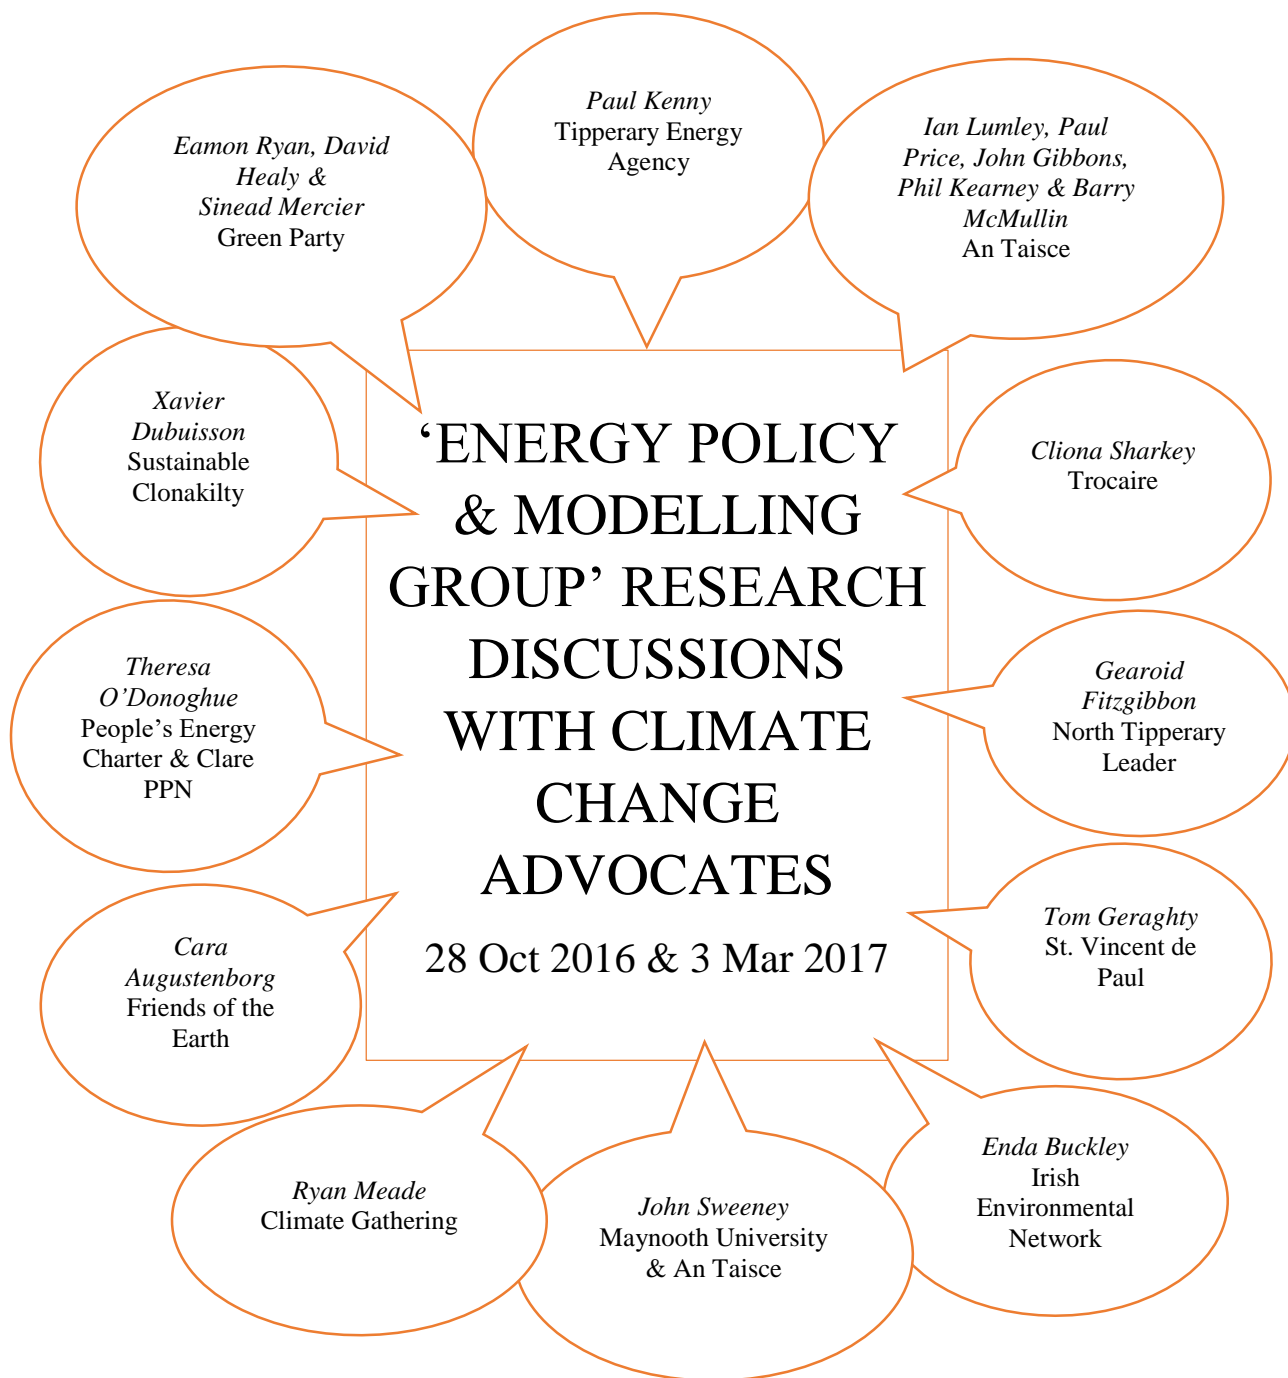 Paul Kenny
Tipperary Energy
Agency
Eamon Ryan, David
Healy &
Sinead Mercier
Green Party
Ian Lumley, Paul
Price, John Gibbons,
Phil Kearney & Barry
McMullin
An Taisce
Xavier
Dubuisson
Sustainable
Clonakilty
‘ENERGY POLICY
& MODELLING
GROUP’ RESEARCH
DISCUSSIONS
WITH CLIMATE
CHANGE
ADVOCATES
28 Oct 2016 & 3 Mar 2017
Cliona Sharkey
Trocaire
Theresa
O’Donoghue
People’s Energy
Charter & Clare
PPN
Gearoid
Fitzgibbon
North Tipperary
Leader
Cara
Augustenborg
Friends of the
Earth
Tom Geraghty
St. Vincent de
Paul
Ryan Meade
Climate Gathering
John Sweeney
Maynooth University
& An Taisce
Enda Buckley
Irish
Environmental
Network